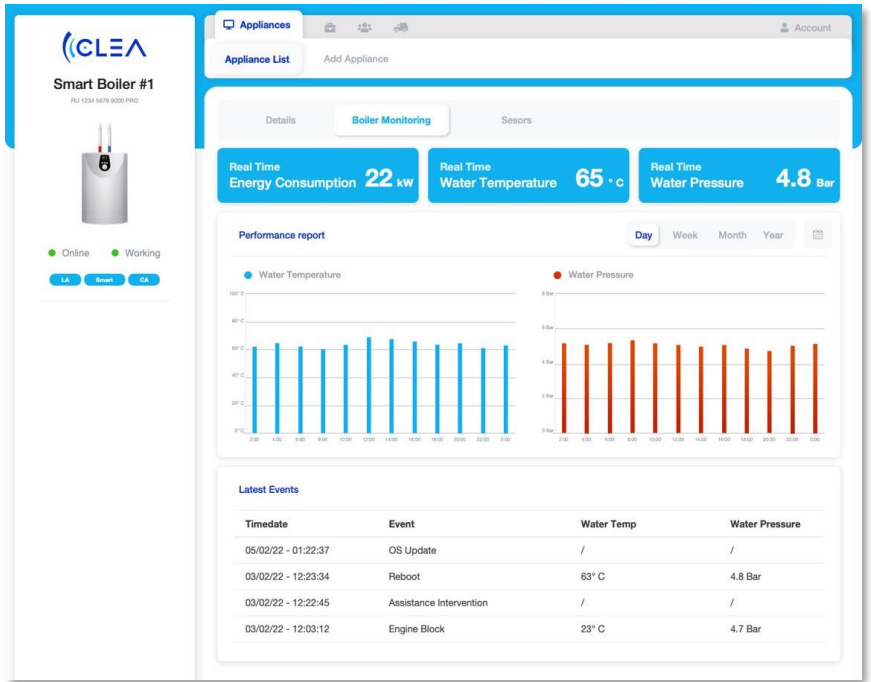 CLEA
Smart Boiler #1
RU 1234 5678 9000 PRO
Online Working
LA Smart CA
Appliances Account
Appliance List Add Appliance
Details Boiler Monitoring Sesors
Real Time
Energy Consumption 22 kW
Real Time
Water Temperature 65 °C
Real Time
Water Pressure 4.8 Bar
Performance report Day Week Month Year
Water Temperature
100° C
80° C
60° C
40° C
20° C
0° C
2:00 4:00 6:00 8:00 10:00 12:00 14:00 16:00 18:00 20:00 22:00 0:00
Water Pressure
8 Bar
6 Bar
4 Bar
2 Bar
0 Bar
2:00 4:00 6:00 8:00 10:00 12:00 14:00 16:00 18:00 20:00 22:00 0:00
Latest Events
Timedate Event Water Temp Water Pressure
05/02/22 - 01:22:37 OS Update / /
03/02/22 - 12:23:34 Reboot 63° C 4.8 Bar
03/02/22 - 12:22:45 Assistance Intervention / /
03/02/22 - 12:03:12 Engine Block 23° C 4.7 Bar